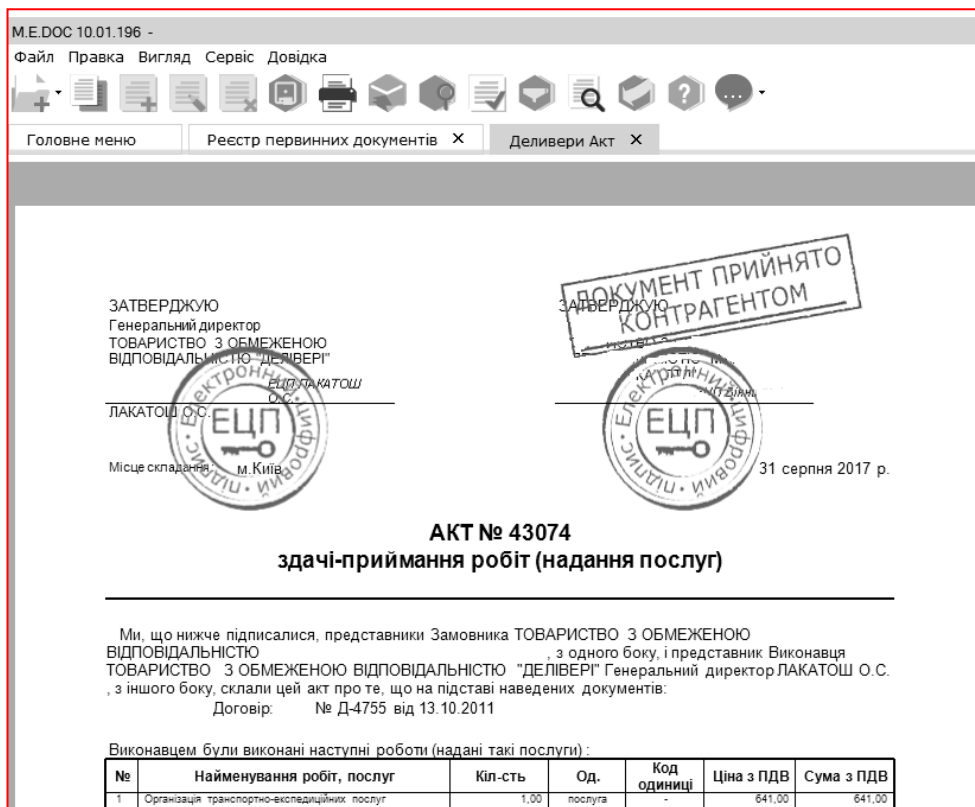 M.E.DOC 10.01.196 -
Файл Правка Вигляд Сервіс Довідка
Головне меню Реєстр первинних документів X Деливери Акт X
ДОКУМЕНТ ПРИЙНЯТО
КОНТРАГЕНТОМ
ЗАТВЕРДЖУЮ ЗАТВЕРДЖУЮ
Генеральний директор
ТОВАРИСТВО З ОБМЕЖЕНОЮ
ВІДПОВІДАЛЬНІСТЮ "ДЕЛІВЕРІ"
ЕЦП ЛАКАТОШ
О.С.
ЛАКАТОШ О.С.
Електронний цифровий підпис
ЕЦП
Електронний цифровий підпис
ЕЦП
Місце складання: м.Київ 31 серпня 2017 р.
АКТ № 43074
здачі-приймання робіт (надання послуг)
Ми, що нижче підписалися, представники Замовника ТОВАРИСТВО З ОБМЕЖЕНОЮ
ВІДПОВІДАЛЬНІСТЮ , з одного боку, і представник Виконавця
ТОВАРИСТВО З ОБМЕЖЕНОЮ ВІДПОВІДАЛЬНІСТЮ "ДЕЛІВЕРІ" Генеральний директор ЛАКАТОШ О.С.
, з іншого боку, склали цей акт про те, що на підставі наведених документів:
Договір: № Д-4755 від 13.10.2011
Виконавцем були виконані наступні роботи (надані такі послуги) :
№ Найменування робіт, послуг Кіл-сть Од. Код одиниці Ціна з ПДВ Сума з ПДВ
1 Організація транспортно-експедиційних послуг 1,00 послуга - 641,00 641,00